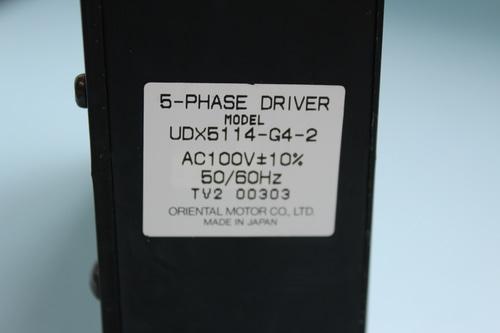 5-PHASE DRIVER
MODEL
UDX5114-G4-2
AC100V±10%
50/60Hz
TV2 00303
ORIENTAL MOTOR CO., LTD.
MADE IN JAPAN